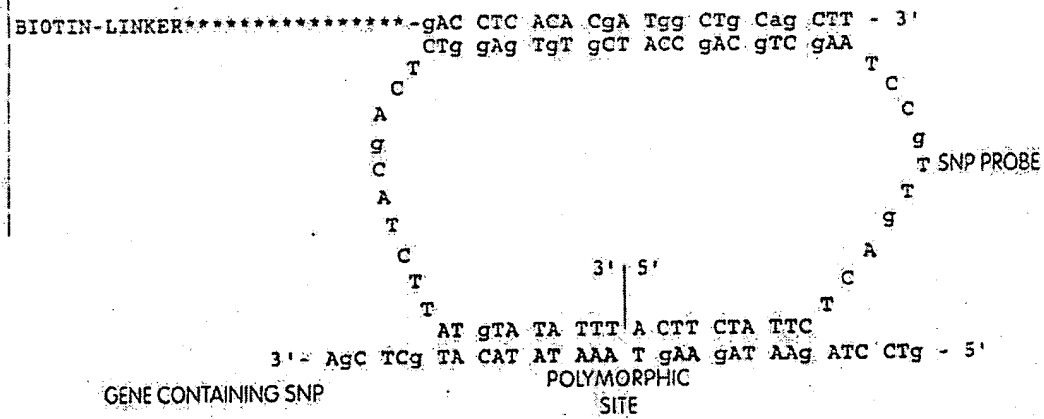 BIOTIN-LINKER****************-gAC CTC ACA CgA Tgg CTg Cag CTT - 3'
CTg gAg TgT gCT ACC gAC gTC gAA
T T
C C
A C
g g
C T SNP PROBE
A T
T g
C A
3' 5'
T C
T T
AT gTA TA TTT A CTT CTA TTC
3'- AgC TCg TA CAT AT AAA T gAA gAT AAg ATC CTg - 5'
POLYMORPHIC
GENE CONTAINING SNP
SITE